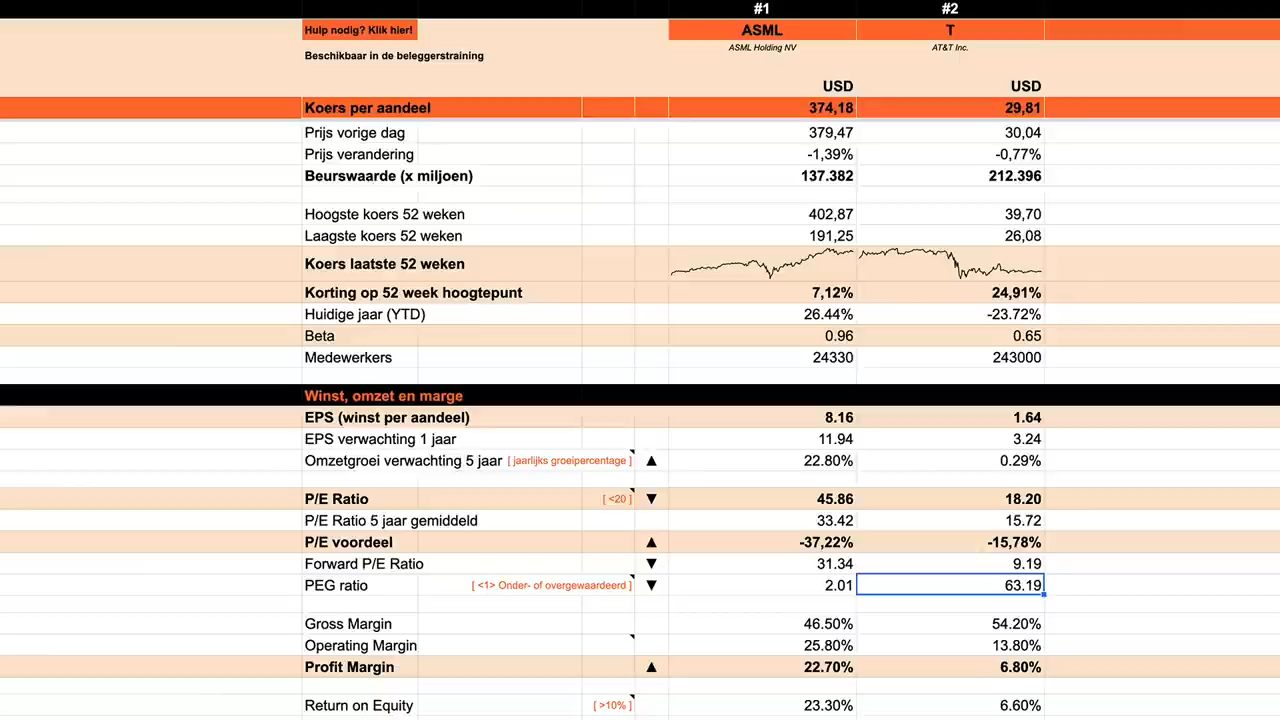 #1 #2
Hulp nodig? Klik hier! ASML T
ASML Holding NV AT&T Inc.
Beschikbaar in de beleggerstraining
USD USD
Koers per aandeel 374,18 29,81
Prijs vorige dag 379,47 30,04
Prijs verandering -1,39% -0,77%
Beurswaarde (x miljoen) 137.382 212.396
Hoogste koers 52 weken 402,87 39,70
Laagste koers 52 weken 191,25 26,08
Koers laatste 52 weken
Korting op 52 week hoogtepunt 7,12% 24,91%
Huidige jaar (YTD) 26.44% -23.72%
Beta 0.96 0.65
Medewerkers 24330 243000
Winst, omzet en marge
EPS (winst per aandeel) 8.16 1.64
EPS verwachting 1 jaar 11.94 3.24
Omzetgroei verwachting 5 jaar [ jaarlijks groeipercentage ] ▲ 22.80% 0.29%
P/E Ratio [ <20 ] ▼ 45.86 18.20
P/E Ratio 5 jaar gemiddeld 33.42 15.72
P/E voordeel ▲ -37,22% -15,78%
Forward P/E Ratio ▼ 31.34 9.19
PEG ratio [ <1> Onder- of overgewaardeerd ] ▼ 2.01 63.19
Gross Margin 46.50% 54.20%
Operating Margin 25.80% 13.80%
Profit Margin ▲ 22.70% 6.80%
Return on Equity [ >10% ] 23.30% 6.60%